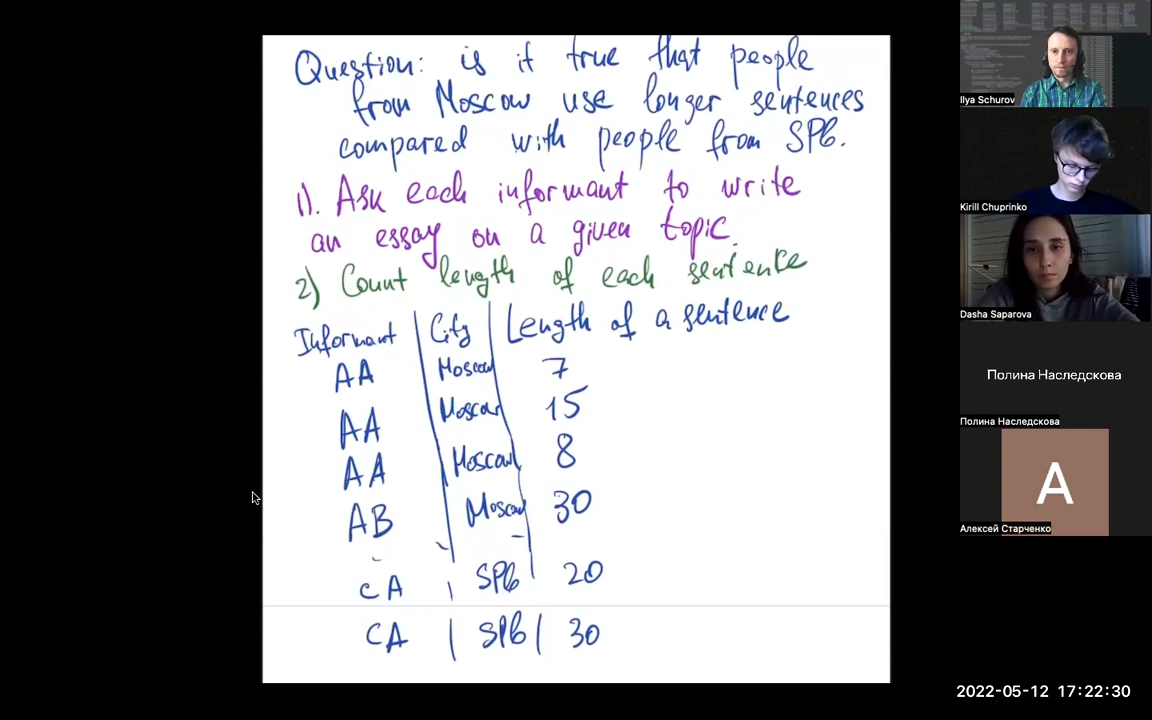 Question: is it true that people
from Moscow use longer sentences
compared with people from SPb.
1). Ask each informant to write
an essay on a given topic.
2) Count length of each sentence
Informant | City | Length of a sentence
AA Moscow 7
AA Moscow 15
AA Moscow 8
AB Moscow 30
CA | SPb | 20
CA | SPb | 30
Ilya Schurov
Kirill Chuprinko
Dasha Saparova
Полина Наследскова
Полина Наследскова
А
Алексей Старченко
2022-05-12 17:22:30